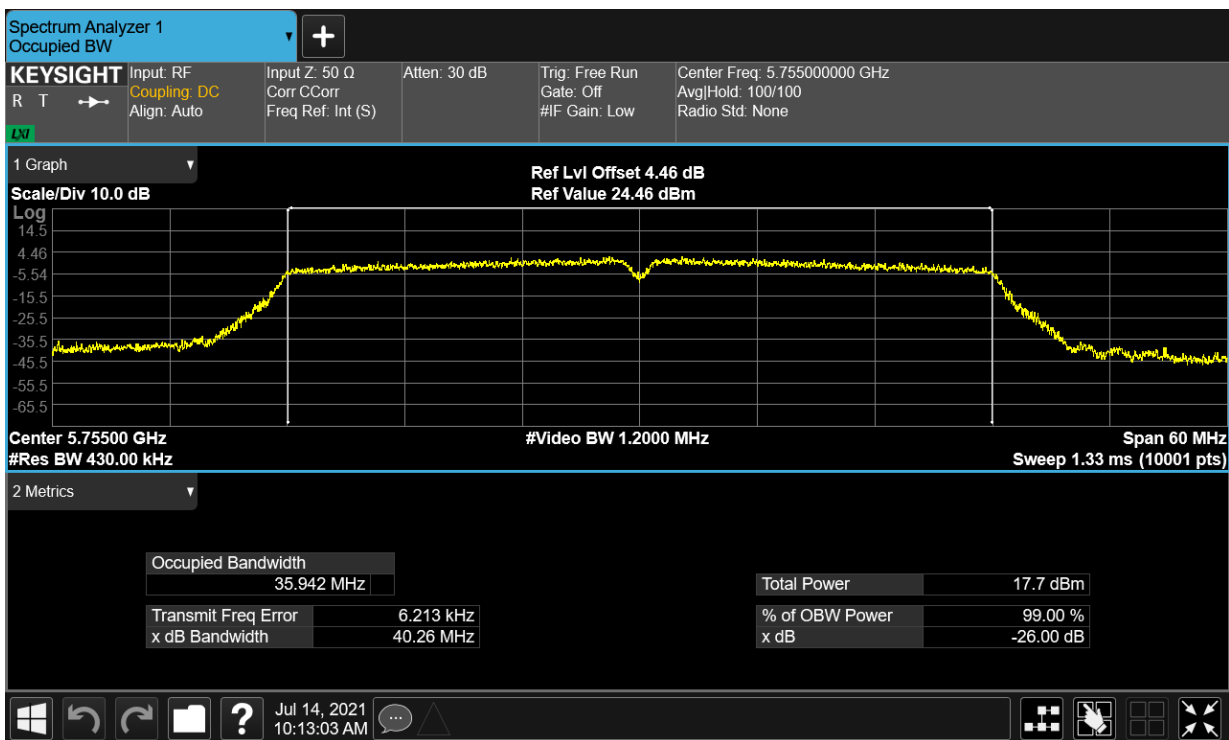 Spectrum Analyzer 1
Occupied BW
+
KEYSIGHT
R T
LXI
Input: RF
Coupling: DC
Align: Auto
Input Z: 50 Ω
Corr CCorr
Freq Ref: Int (S)
Atten: 30 dB
Trig: Free Run
Gate: Off
#IF Gain: Low
Center Freq: 5.755000000 GHz
Avg|Hold: 100/100
Radio Std: None
1 Graph
Scale/Div 10.0 dB
Ref Lvl Offset 4.46 dB
Ref Value 24.46 dBm
Log
14.5
4.46
-5.54
-15.5
-25.5
-35.5
-45.5
-55.5
-65.5
Center 5.75500 GHz
#Res BW 430.00 kHz
#Video BW 1.2000 MHz
Span 60 MHz
Sweep 1.33 ms (10001 pts)
2 Metrics
Occupied Bandwidth
35.942 MHz
Transmit Freq Error 6.213 kHz
x dB Bandwidth 40.26 MHz
Total Power 17.7 dBm
% of OBW Power 99.00 %
x dB -26.00 dB
?
Jul 14, 2021
10:13:03 AM